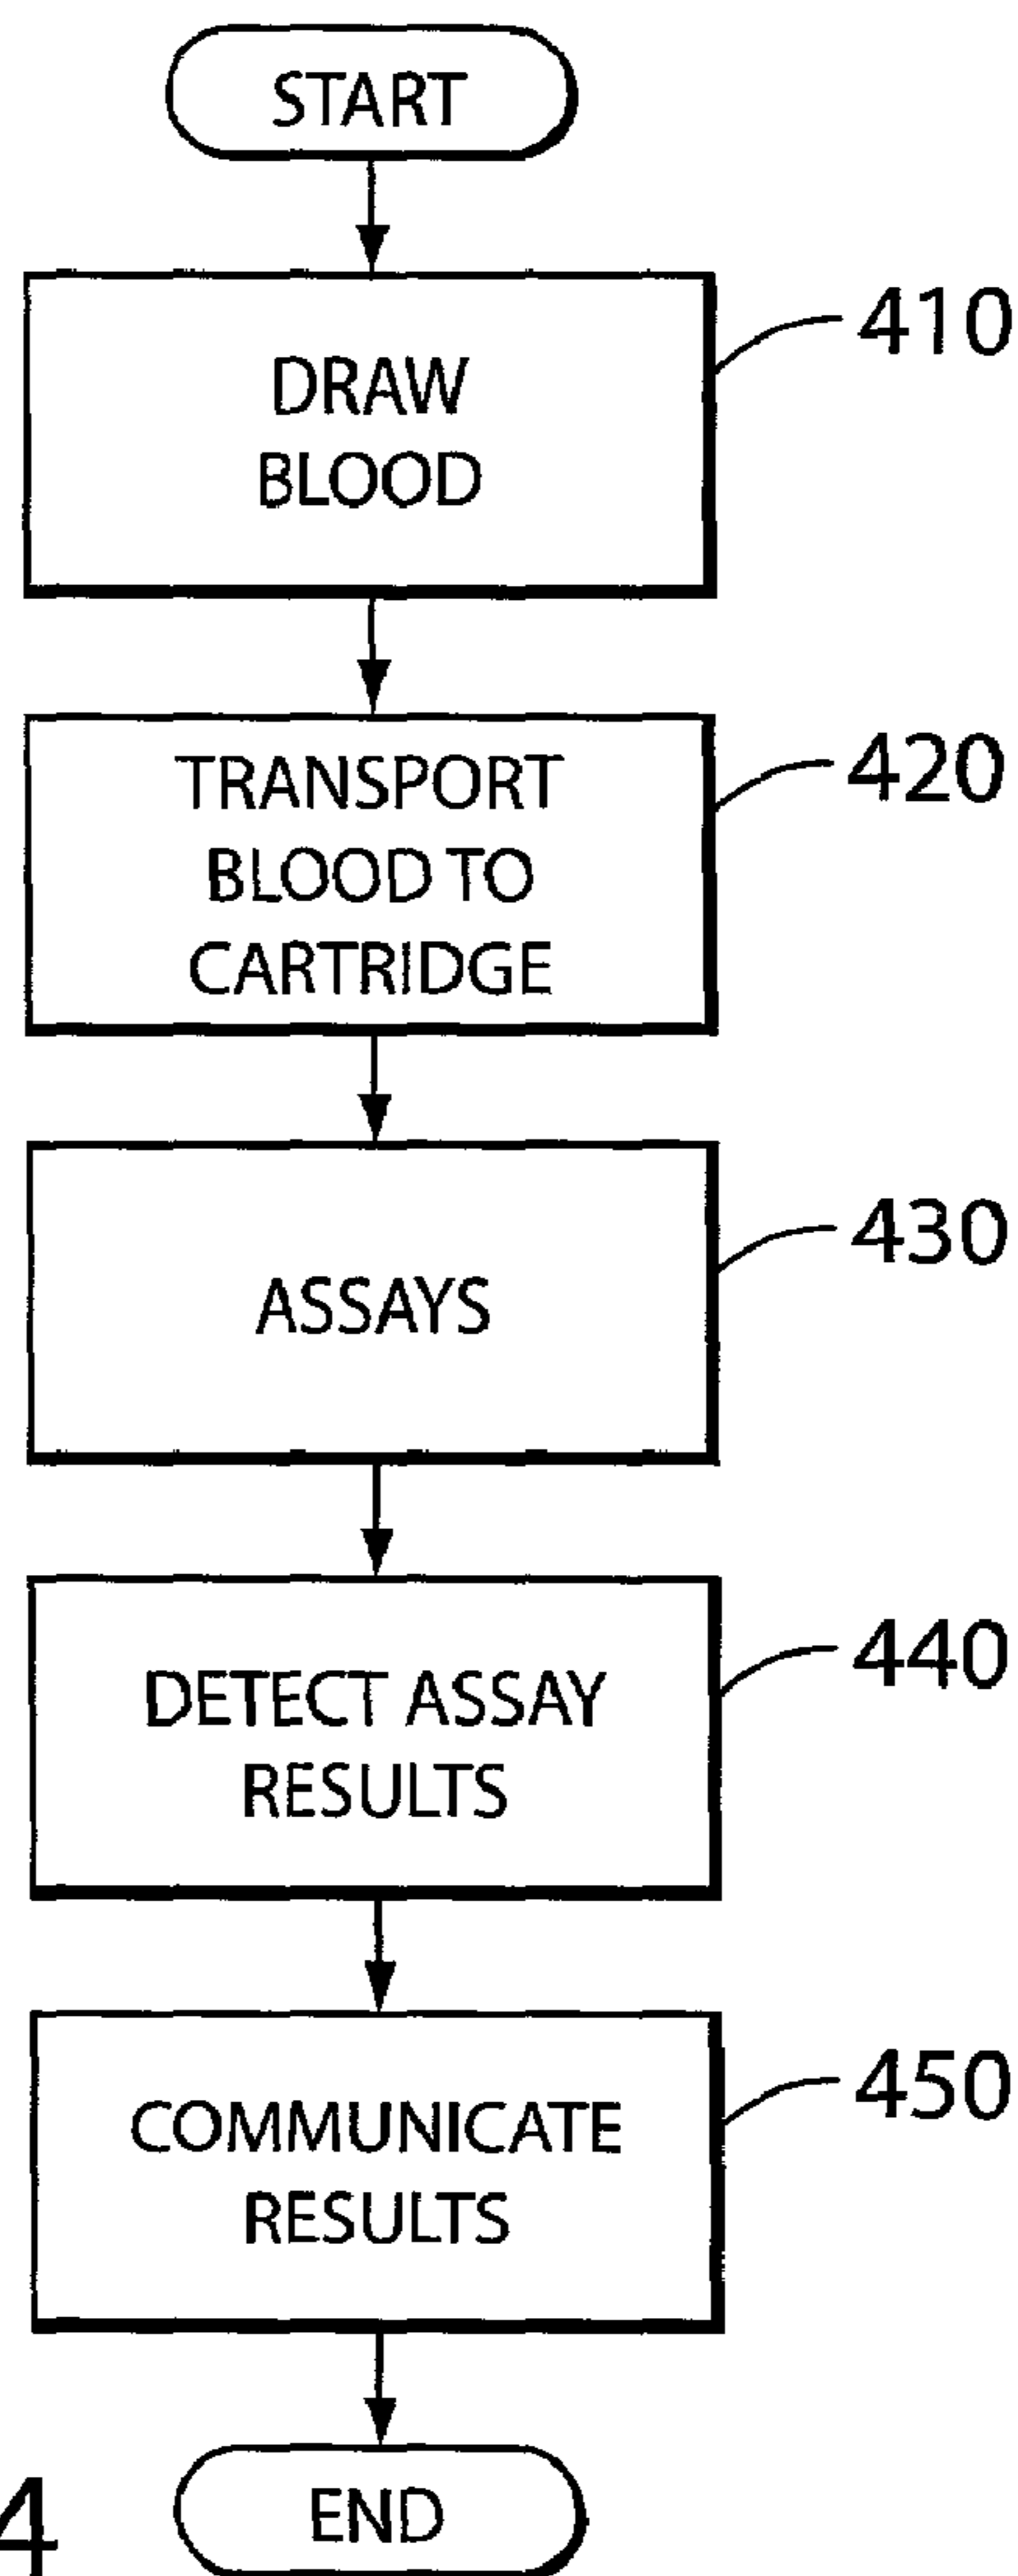 START
DRAW
BLOOD
410
TRANSPORT
BLOOD TO
CARTRIDGE
420
ASSAYS
430
DETECT ASSAY
RESULTS
440
COMMUNICATE
RESULTS
450
END
4